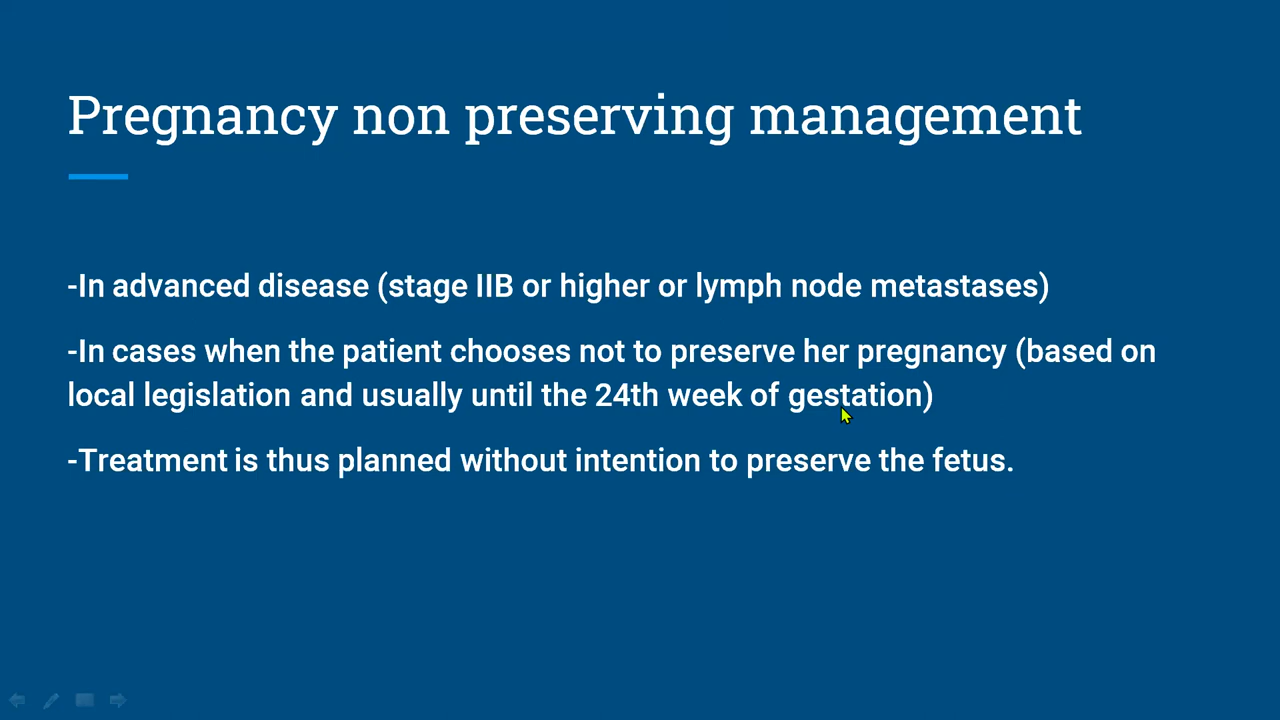 Pregnancy non preserving management
-In advanced disease (stage IIB or higher or lymph node metastases)
-In cases when the patient chooses not to preserve her pregnancy (based on
local legislation and usually until the 24th week of gestation)
-Treatment is thus planned without intention to preserve the fetus.